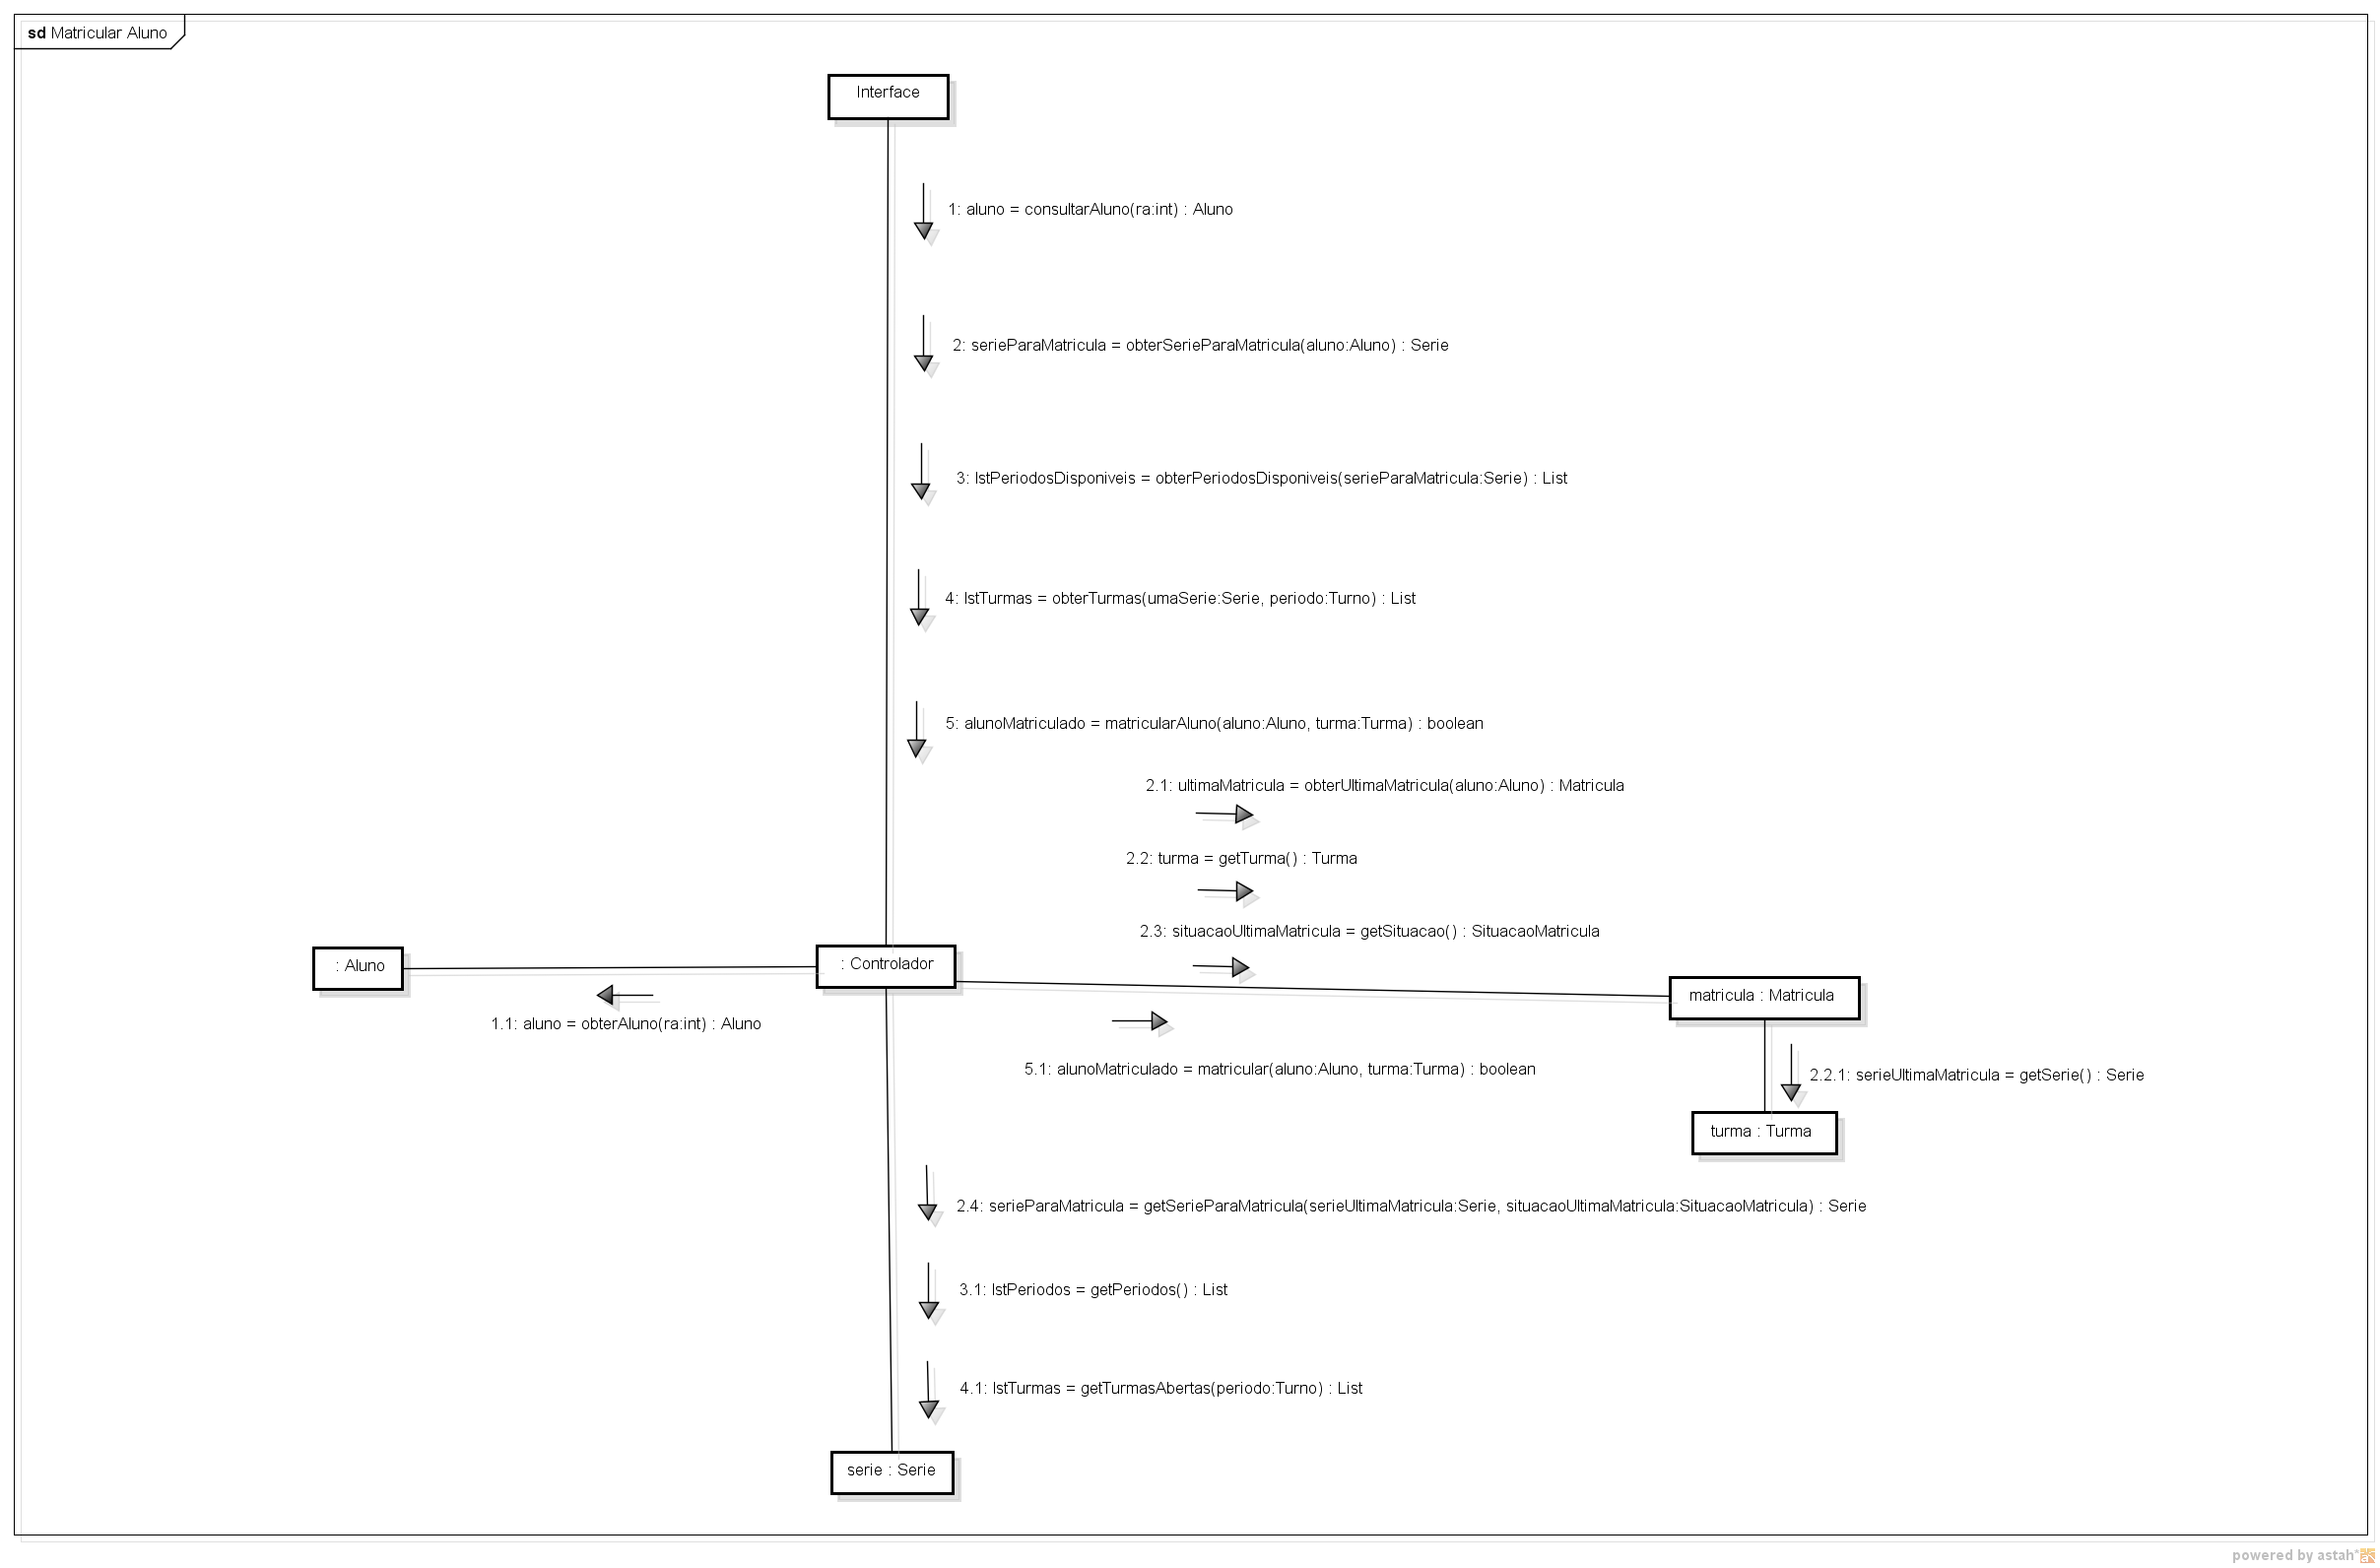 sd Matricular Aluno
Interface
1: aluno = consultarAluno(ra:int) : Aluno
2: serieParaMatricula = obterSerieParaMatricula(aluno:Aluno) : Serie
3: lstPeriodosDisponiveis = obterPeriodosDisponiveis(serieParaMatricula:Serie) : List
4: lstTurmas = obterTurmas(umaSerie:Serie, periodo:Turno) : List
5: alunoMatriculado = matricularAluno(aluno:Aluno, turma:Turma) : boolean
2.1: ultimaMatricula = obterUltimaMatricula(aluno:Aluno) : Matricula
2.2: turma = getTurma() : Turma
2.3: situacaoUltimaMatricula = getSituacao() : SituacaoMatricula
: Aluno
: Controlador
matricula : Matricula
1.1: aluno = obterAluno(ra:int) : Aluno
5.1: alunoMatriculado = matricular(aluno:Aluno, turma:Turma) : boolean
2.2.1: serieUltimaMatricula = getSerie() : Serie
turma : Turma
2.4: serieParaMatricula = getSerieParaMatricula(serieUltimaMatricula:Serie, situacaoUltimaMatricula:SituacaoMatricula) : Serie
3.1: lstPeriodos = getPeriodos() : List
4.1: lstTurmas = getTurmasAbertas(periodo:Turno) : List
serie : Serie
powered by astah*